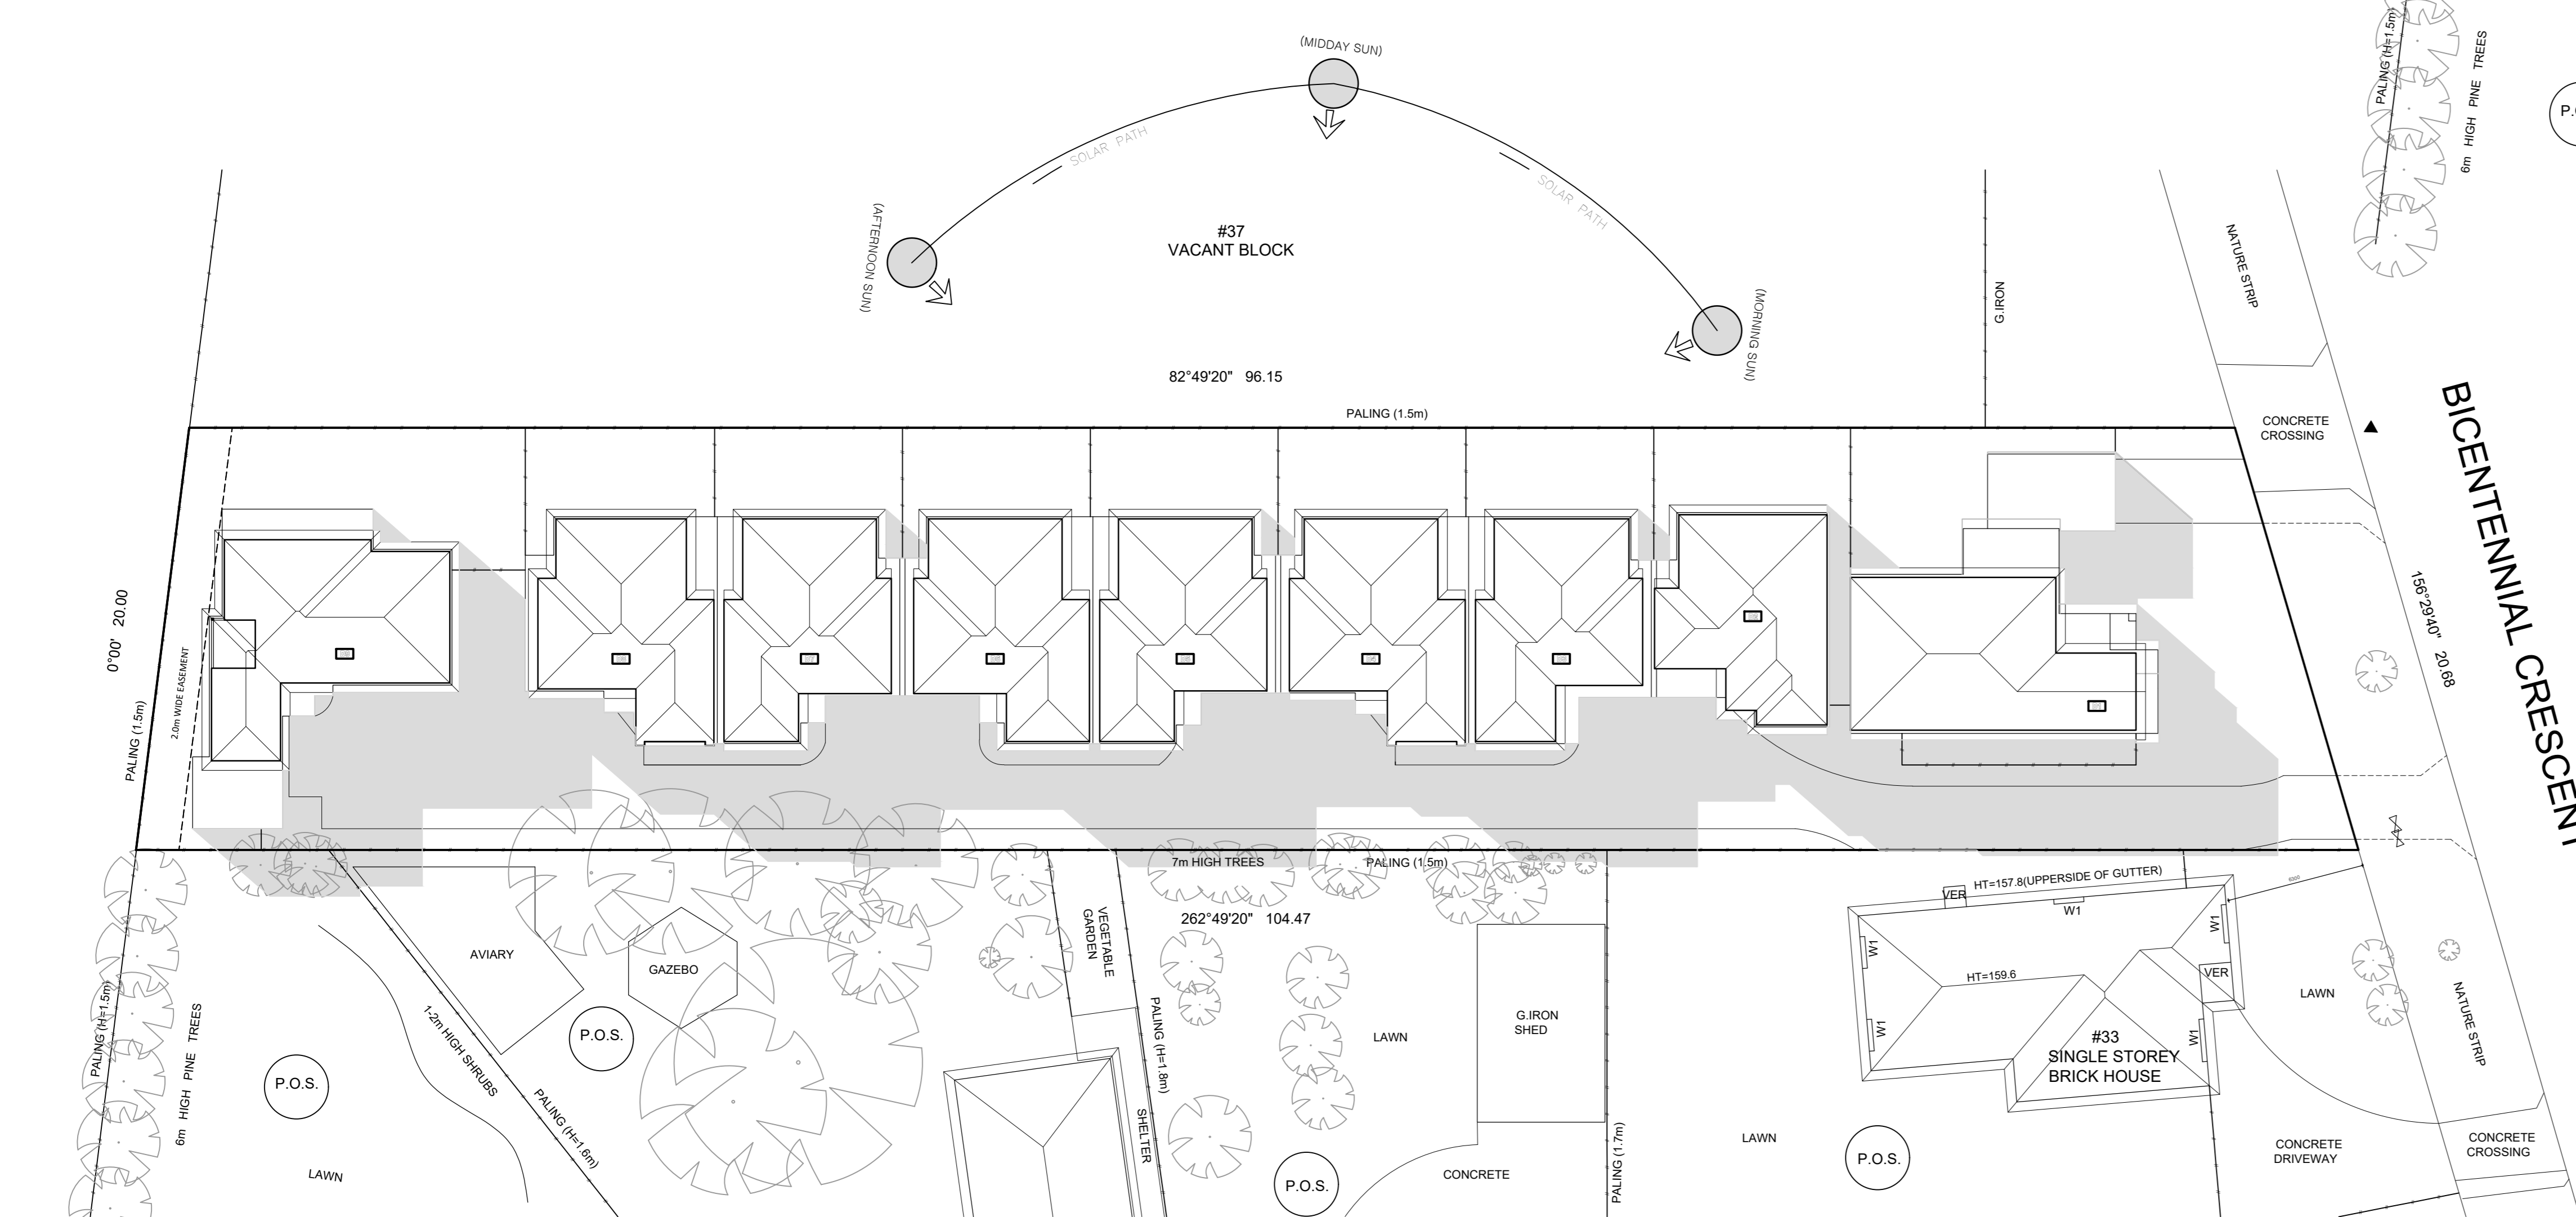 (MIDDAY SUN)
SOLAR PATH
SOLAR PATH
(AFTERNOON SUN)
(MORNING SUN)
#37
VACANT BLOCK
82°49'20" 96.15
PALING (1.5m)
G.IRON
NATURE STRIP
PALING (H=1.5m)
6m HIGH PINE TREES
CONCRETE
CROSSING
BICENTENNIAL CRESCENT
156°29'40" 20.68
0°00' 20.00
PALING (1.5m)
2.0m WIDE EASEMENT
7m HIGH TREES
PALING (1.5m)
262°49'20" 104.47
PALING (H=1.5m)
6m HIGH PINE TREES
P.O.S.
LAWN
1-2m HIGH SHRUBS
PALING (H=1.6m)
AVIARY
GAZEBO
P.O.S.
VEGETABLE
GARDEN
PALING (H=1.8m)
SHELTER
LAWN
P.O.S.
G.IRON
SHED
CONCRETE
PALING (1.7m)
LAWN
P.O.S.
VER
HT=157.8(UPPERSIDE OF GUTTER)
W1
W1
W1
W1
W1
VER
HT=159.6
#33
SINGLE STOREY
BRICK HOUSE
LAWN
NATURE STRIP
CONCRETE
DRIVEWAY
CONCRETE
CROSSING